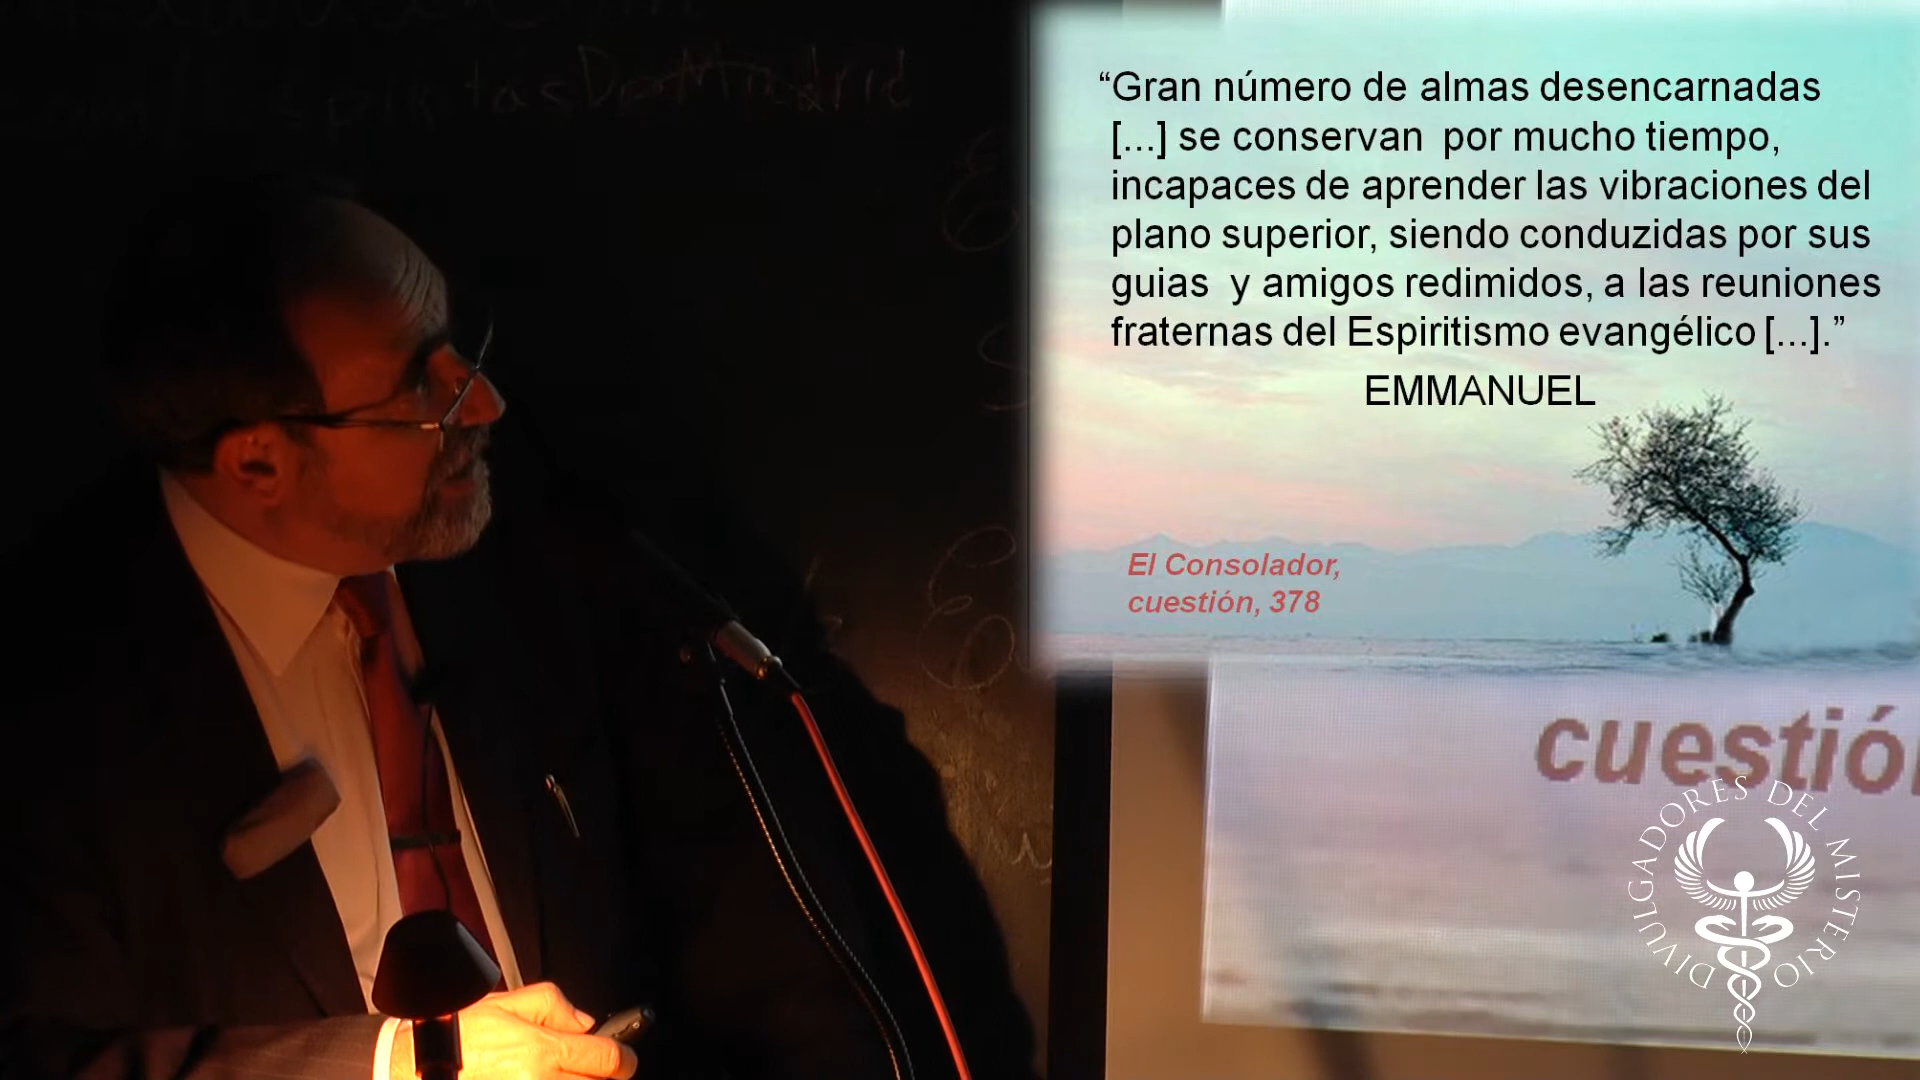 “Gran número de almas desencarnadas
[...] se conservan por mucho tiempo,
incapaces de aprender las vibraciones del
plano superior, siendo conduzidas por sus
guias y amigos redimidos, a las reuniones
fraternas del Espiritismo evangélico [...].”
EMMANUEL
El Consolador,
cuestión, 378
cuestió
DIVULGADORES DEL MISTERIO